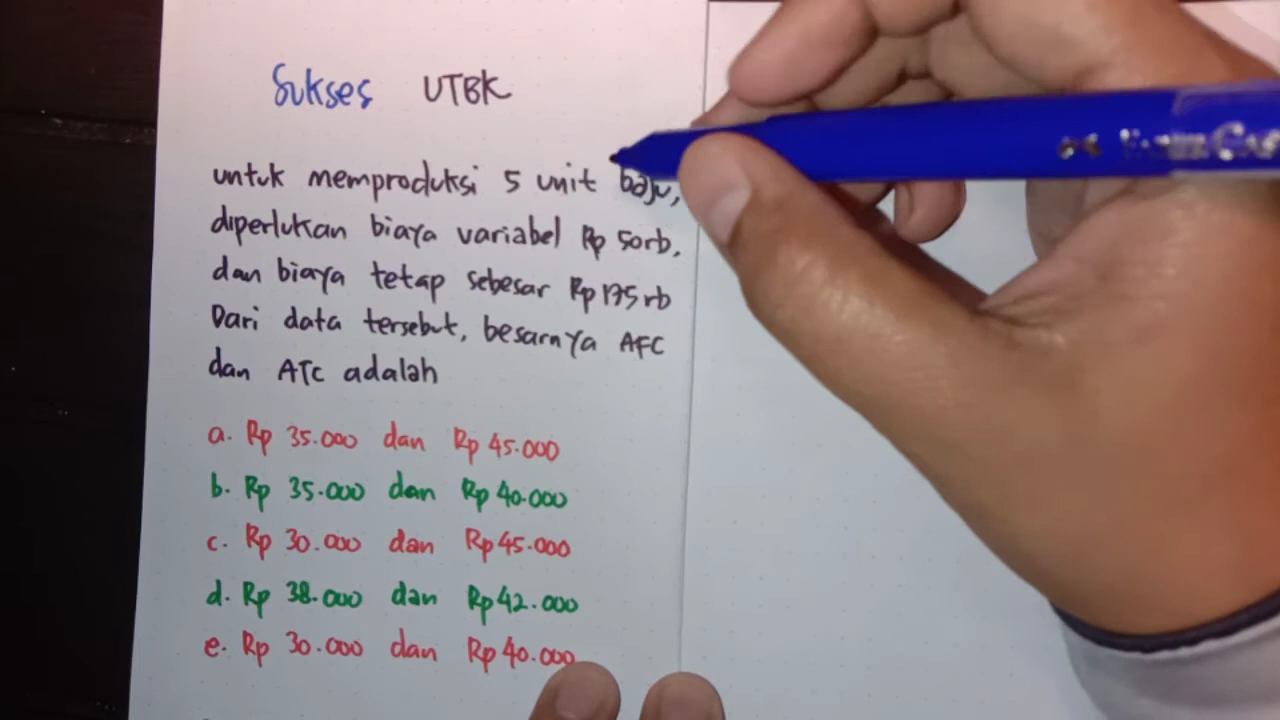 Sukses UTBK
untuk memproduksi 5 unit baju,
diperlukan biaya variabel Rp 50rb,
dan biaya tetap sebesar Rp 175 rb
Dari data tersebut, besarnya AFC
dan ATC adalah
a. Rp 35.000 dan Rp 45.000
b. Rp 35.000 dan Rp 40.000
c. Rp 30.000 dan Rp 45.000
d. Rp 38.000 dan Rp 42.000
e. Rp 30.000 dan Rp 40.000